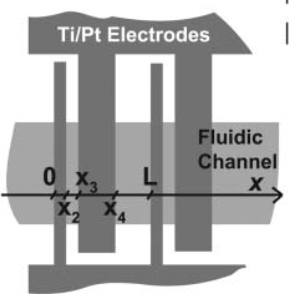 Ti/Pt Electrodes
Fluidic
Channel
0 x₃ L x
x₂ x₄